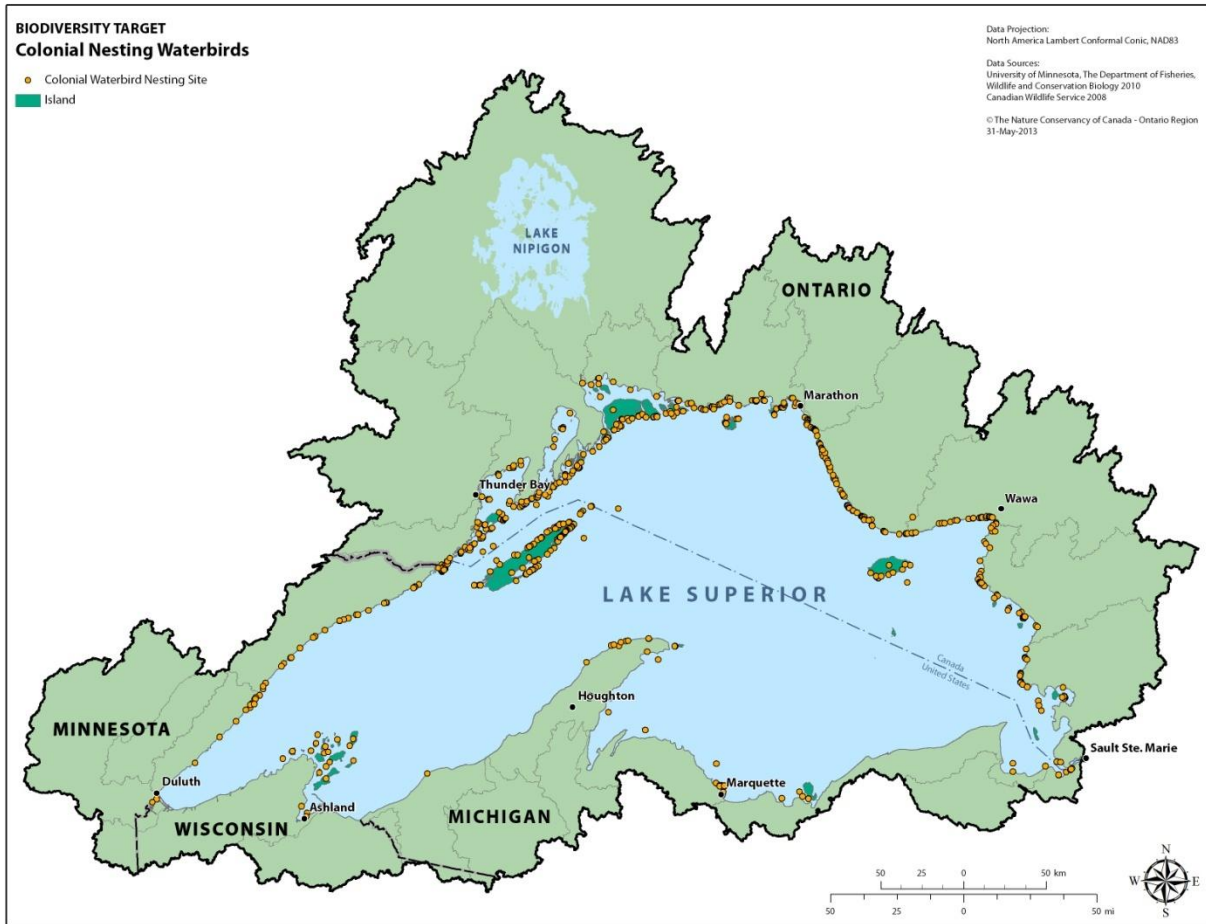 BIODIVERSITY TARGET
Colonial Nesting Waterbirds
Colonial Waterbird Nesting Site
Island
Data Projection:
North America Lambert Conformal Conic, NAD83
Data Sources:
University of Minnesota, The Department of Fisheries,
Wildlife and Conservation Biology 2010
Canadian Wildlife Service 2008
© The Nature Conservancy of Canada - Ontario Region
31-May-2013
LAKE
NIPIGON
ONTARIO
Marathon
Thunder Bay
Wawa
LAKE SUPERIOR
Canada
United States
Houghton
MINNESOTA
Sault Ste. Marie
Duluth
Marquette
Ashland
MICHIGAN
WISCONSIN
50 25 0 50 km
50 25 0 50 mi
N
W E
S